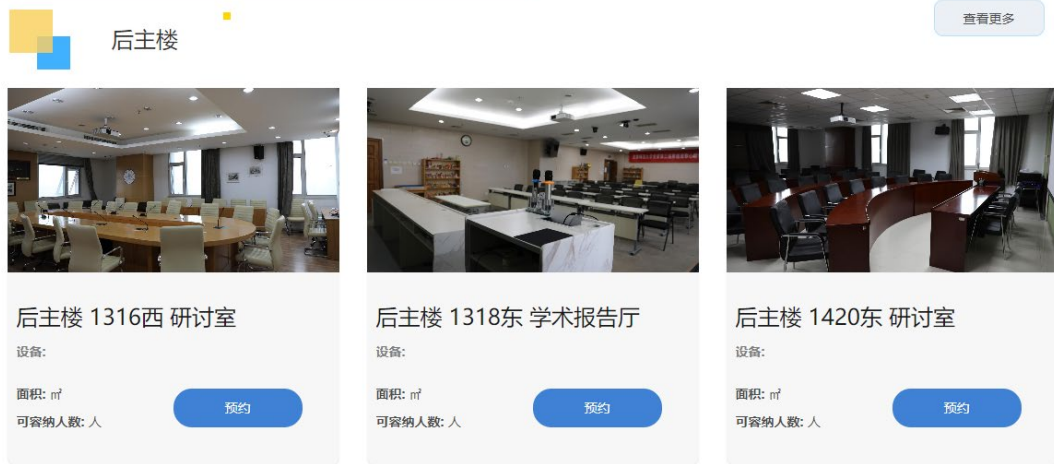 后主楼
查看更多
后主楼 1316西 研讨室
设备:
面积: ㎡
可容纳人数: 人
预约
后主楼 1318东 学术报告厅
设备:
面积: ㎡
可容纳人数: 人
预约
后主楼 1420东 研讨室
设备:
面积: ㎡
可容纳人数: 人
预约